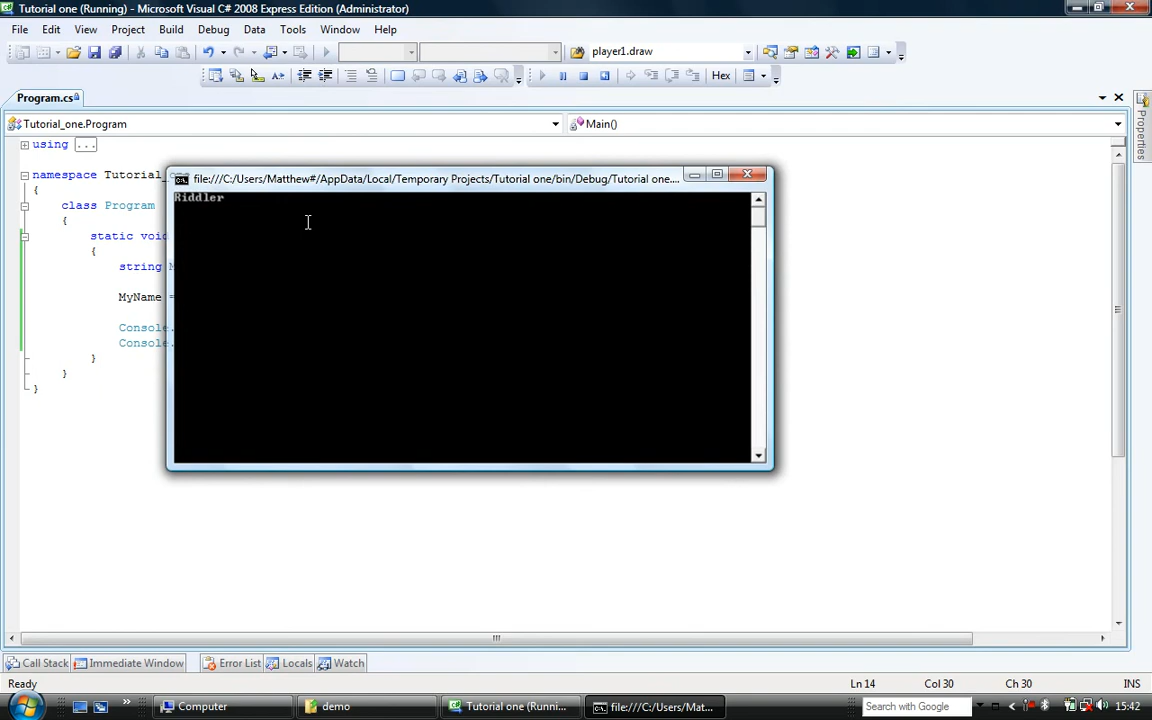 Tutorial one (Running) - Microsoft Visual C# 2008 Express Edition (Administrator)
File Edit View Project Build Debug Data Tools Window Help
player1.draw
Hex
Program.cs
Tutorial_one.Program Main()
using ...
namespace Tutorial_
{
file:///C:/Users/Matthew#/AppData/Local/Temporary Projects/Tutorial one/bin/Debug/Tutorial one....
Riddler
class Program
{
static void
{
string M
MyName =
Console.
Console.
}
}
}
Properties
Call Stack Immediate Window Error List Locals Watch
Ready Ln 14 Col 30 Ch 30 INS
Computer demo Tutorial one (Runni... file:///C:/Users/Mat... Search with Google 15:42